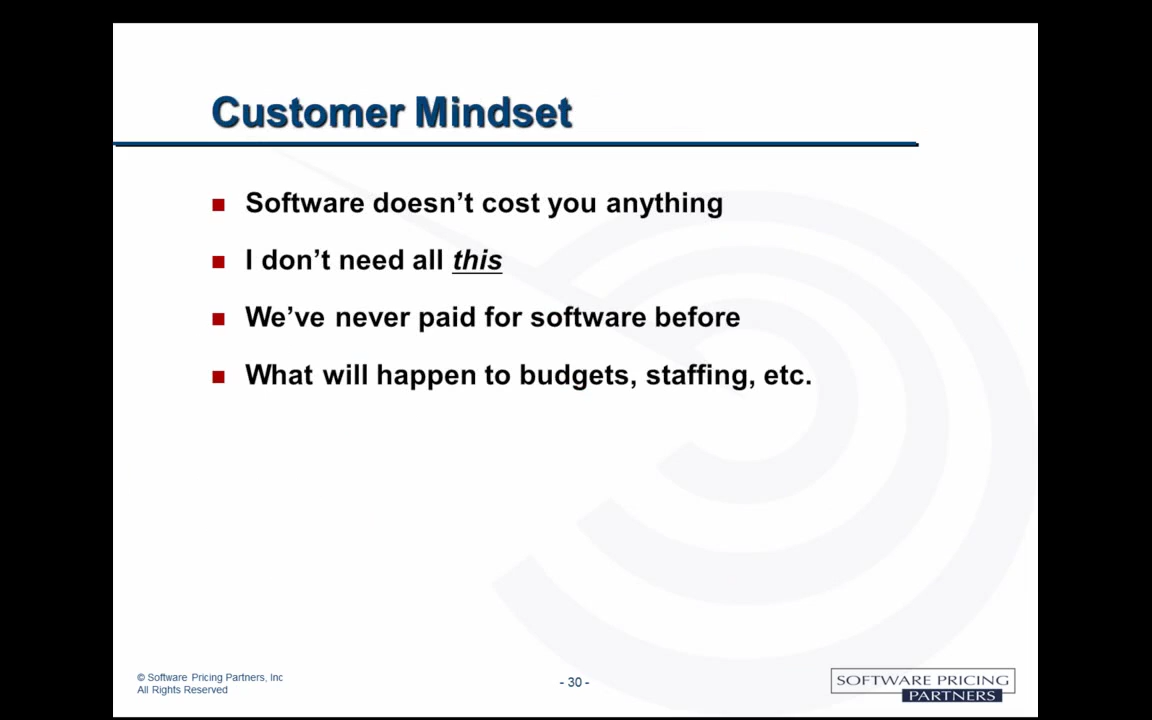 Customer Mindset
Software doesn’t cost you anything
I don’t need all this
We’ve never paid for software before
What will happen to budgets, staffing, etc.
© Software Pricing Partners, Inc
All Rights Reserved
- 30 -
SOFTWARE PRICING
PARTNERS